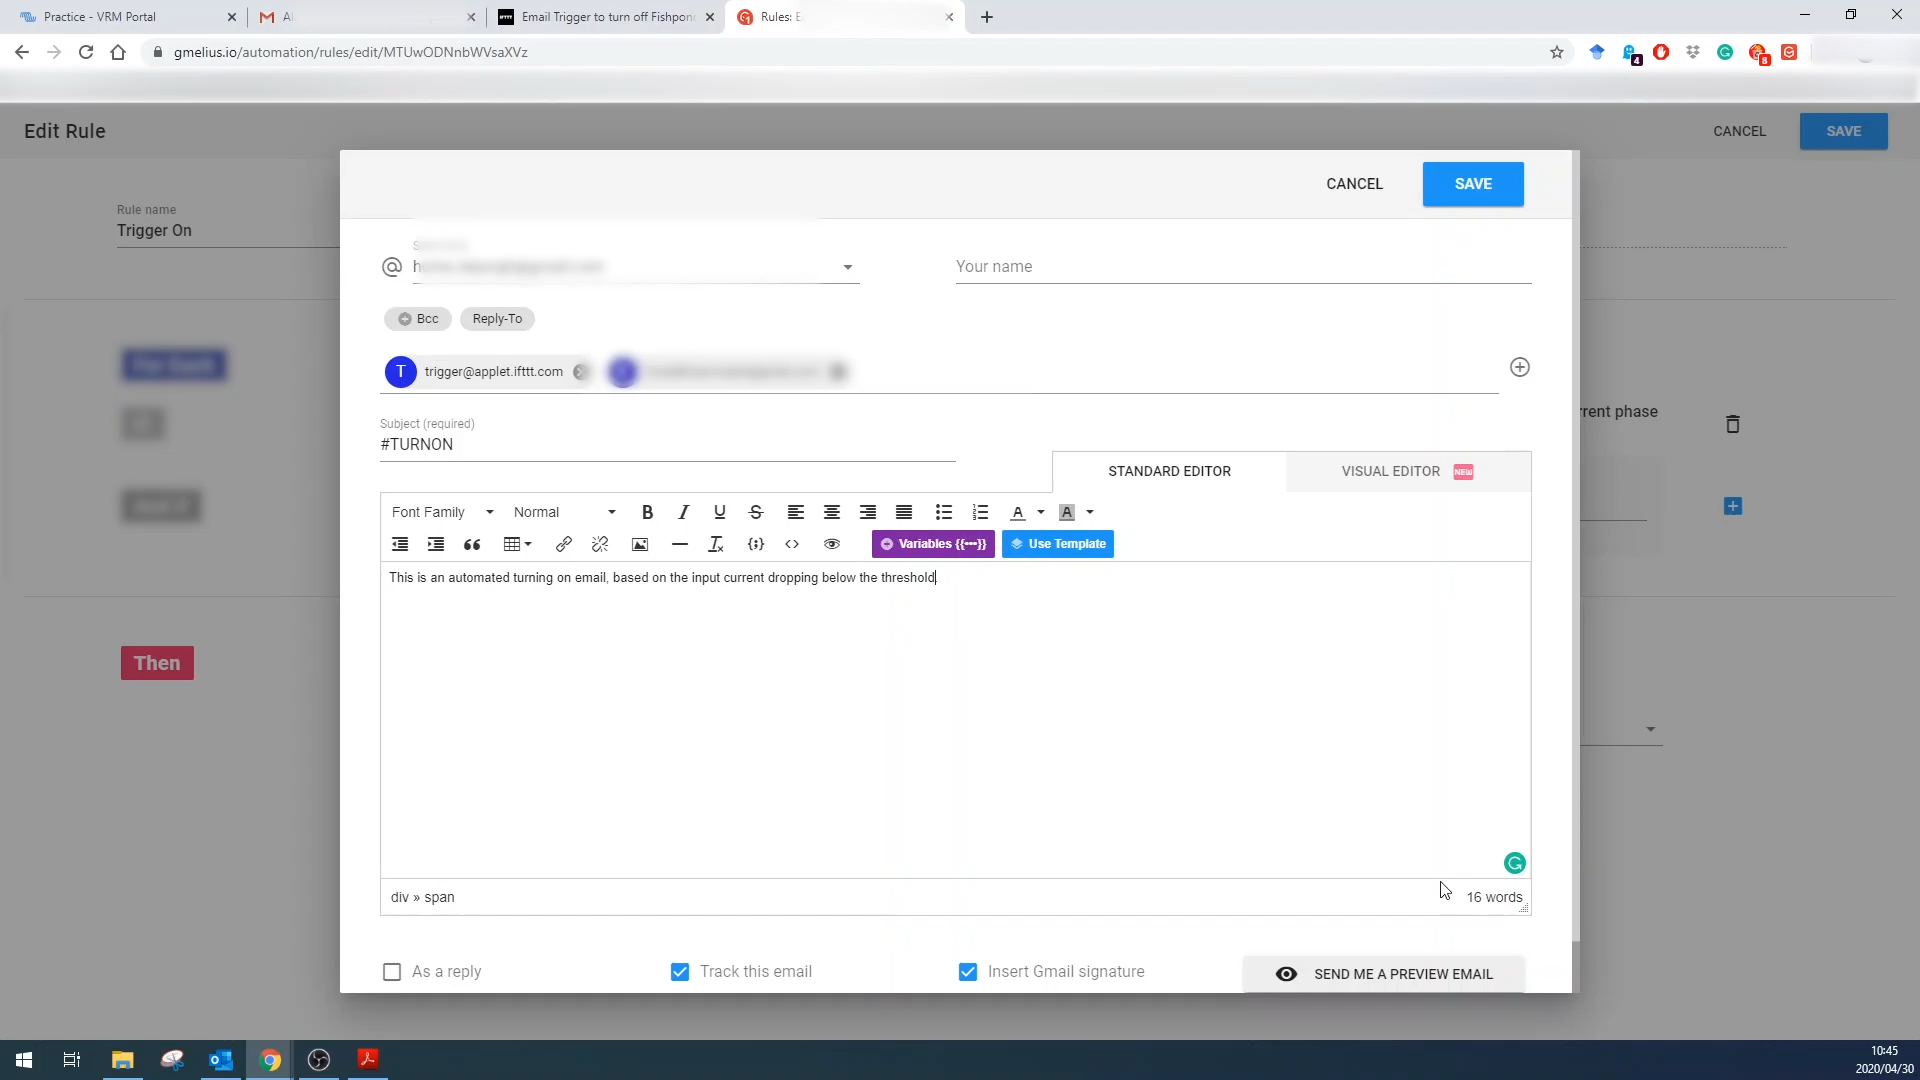 Practice - VRM Portal
Email Trigger to turn off Fishpon
Rules: E
gmelius.io/automation/rules/edit/MTUwODNnbWVsaXVz
4
8
Edit Rule
CANCEL
SAVE
CANCEL
SAVE
Rule name
Trigger On
Your name
Bcc
Reply-To
T
trigger@applet.ifttt.com
rrent phase
Subject (required)
#TURNON
STANDARD EDITOR
VISUAL EDITOR
NEW
Font Family
Normal
Variables {{•••}}
Use Template
This is an automated turning on email, based on the input current dropping below the threshold
Then
div » span
16 words
As a reply
Track this email
Insert Gmail signature
SEND ME A PREVIEW EMAIL
10:45
2020/04/30